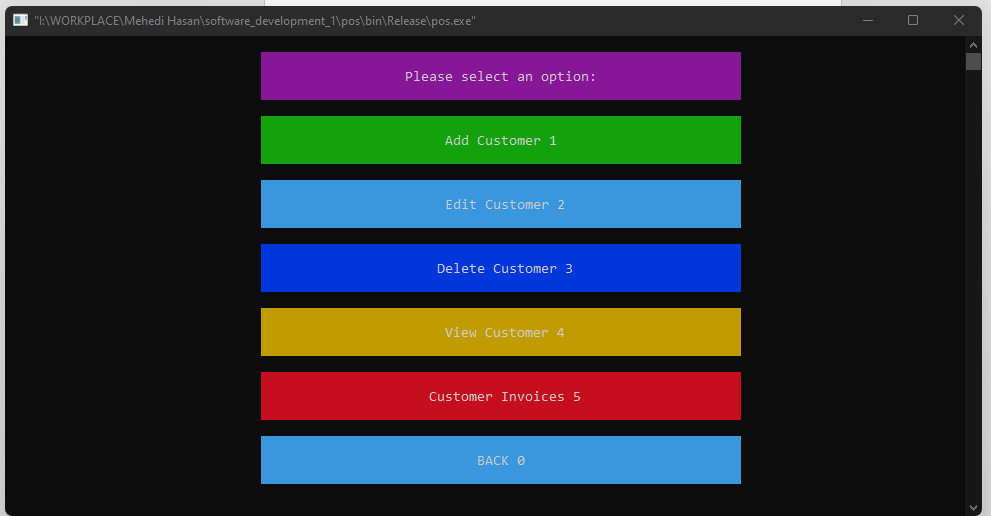 "I:\WORKPLACE\Mehedi Hasan\software_development_1\pos\bin\Release\pos.exe"
Please select an option:
Add Customer 1
Edit Customer 2
Delete Customer 3
View Customer 4
Customer Invoices 5
BACK 0